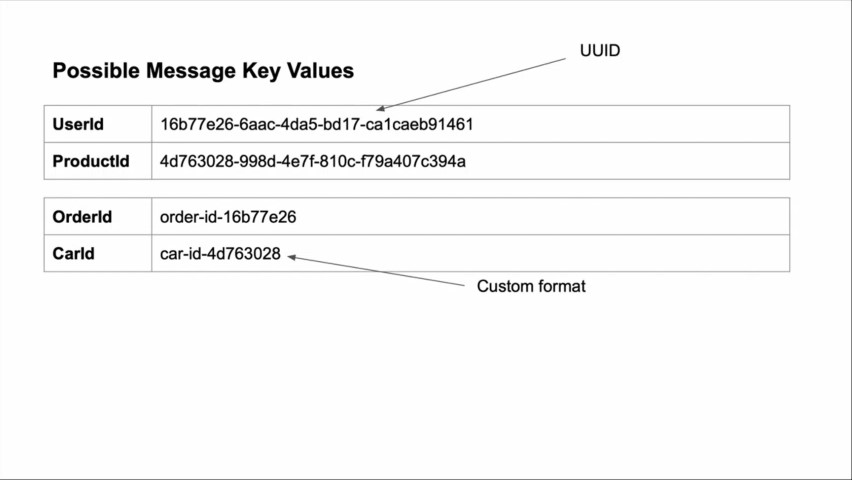 UUID
Possible Message Key Values
UserId 16b77e26-6aac-4da5-bd17-ca1caeb91461
ProductId 4d763028-998d-4e7f-810c-f79a407c394a
OrderId order-id-16b77e26
CarId car-id-4d763028
Custom format